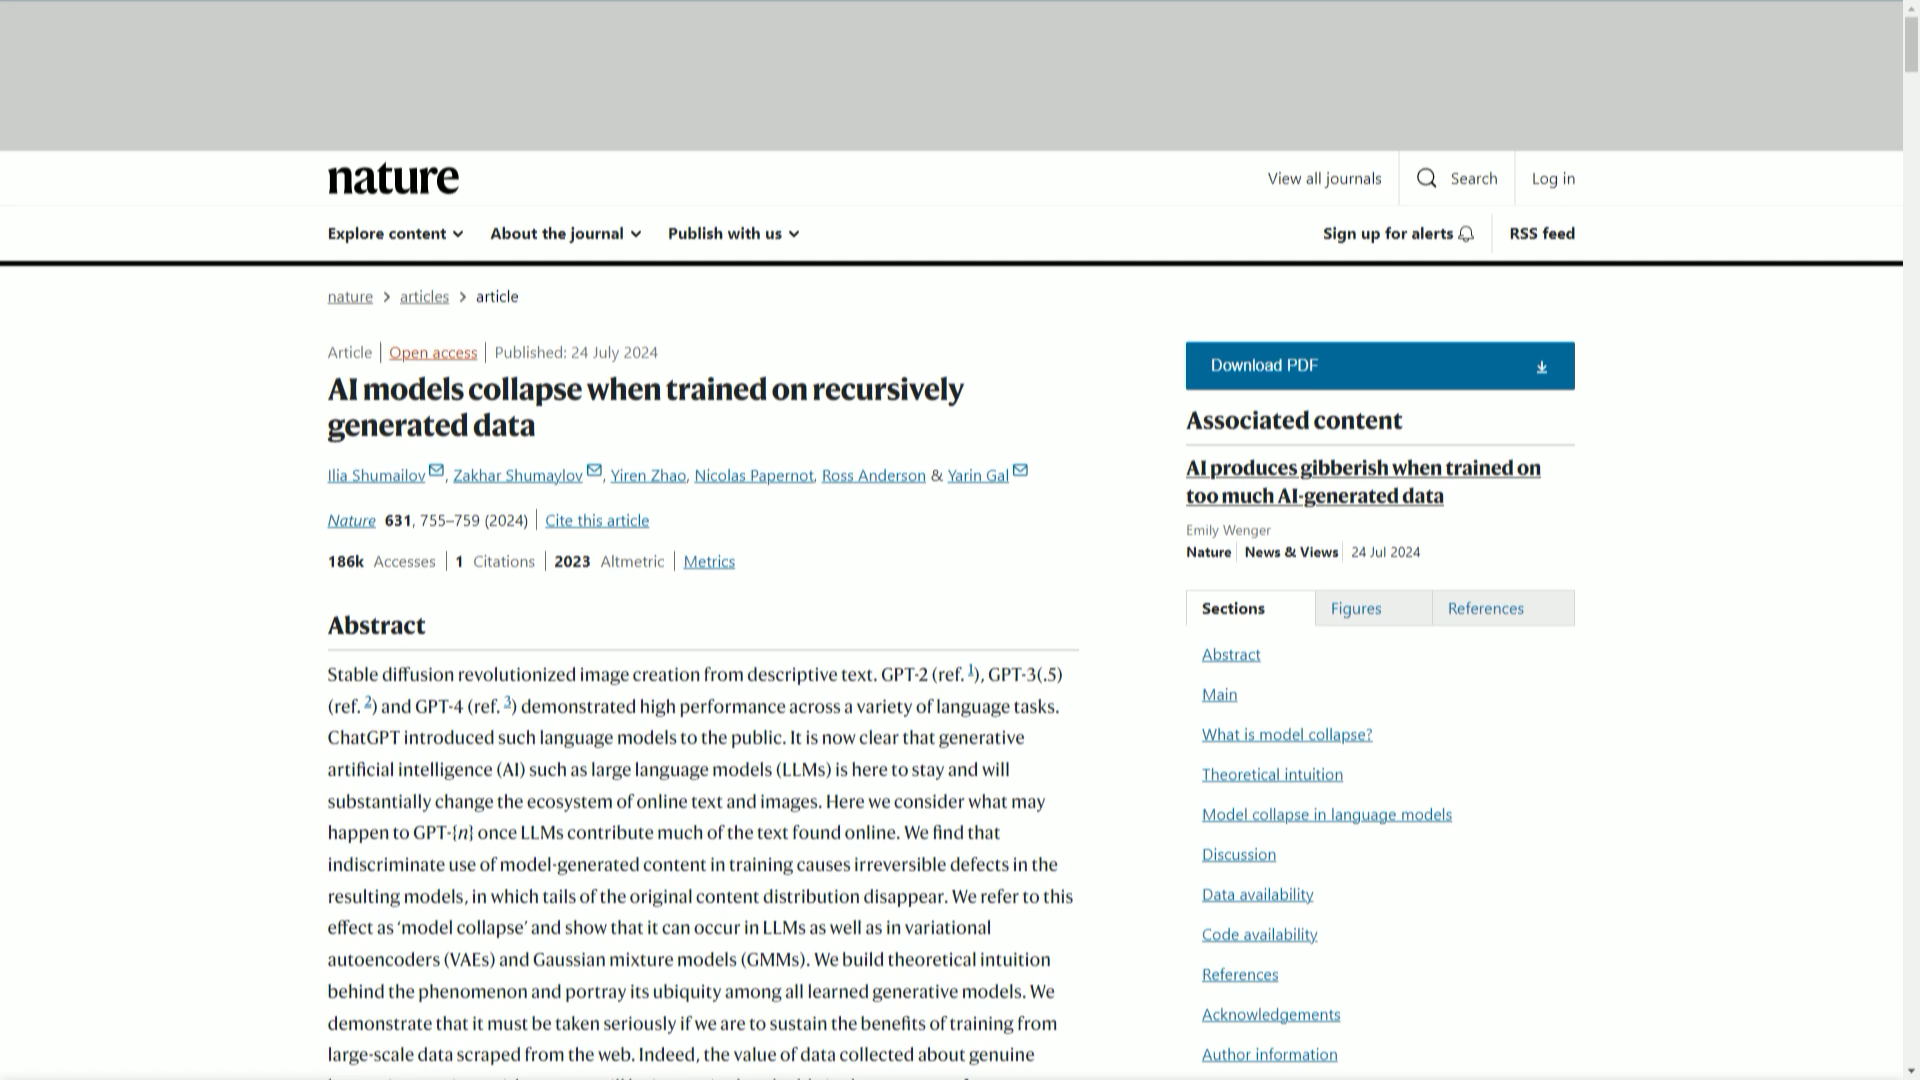 nature
View all journals
Search
Log in
Explore content
About the journal
Publish with us
Sign up for alerts
RSS feed
nature > articles > article
Article | Open access | Published: 24 July 2024
AI models collapse when trained on recursively
generated data
Ilia Shumailov, Zakhar Shumaylov, Yiren Zhao, Nicolas Papernot, Ross Anderson & Yarin Gal
Nature 631, 755–759 (2024) | Cite this article
186k Accesses | 1 Citations | 2023 Altmetric | Metrics
Abstract
Stable diffusion revolutionized image creation from descriptive text. GPT-2 (ref. 1), GPT-3(.5)
(ref. 2) and GPT-4 (ref. 3) demonstrated high performance across a variety of language tasks.
ChatGPT introduced such language models to the public. It is now clear that generative
artificial intelligence (AI) such as large language models (LLMs) is here to stay and will
substantially change the ecosystem of online text and images. Here we consider what may
happen to GPT-{n} once LLMs contribute much of the text found online. We find that
indiscriminate use of model-generated content in training causes irreversible defects in the
resulting models, in which tails of the original content distribution disappear. We refer to this
effect as ‘model collapse’ and show that it can occur in LLMs as well as in variational
autoencoders (VAEs) and Gaussian mixture models (GMMs). We build theoretical intuition
behind the phenomenon and portray its ubiquity among all learned generative models. We
demonstrate that it must be taken seriously if we are to sustain the benefits of training from
large-scale data scraped from the web. Indeed, the value of data collected about genuine
Download PDF
Associated content
AI produces gibberish when trained on
too much AI-generated data
Emily Wenger
Nature | News & Views | 24 Jul 2024
Sections
Figures
References
Abstract
Main
What is model collapse?
Theoretical intuition
Model collapse in language models
Discussion
Data availability
Code availability
References
Acknowledgements
Author information